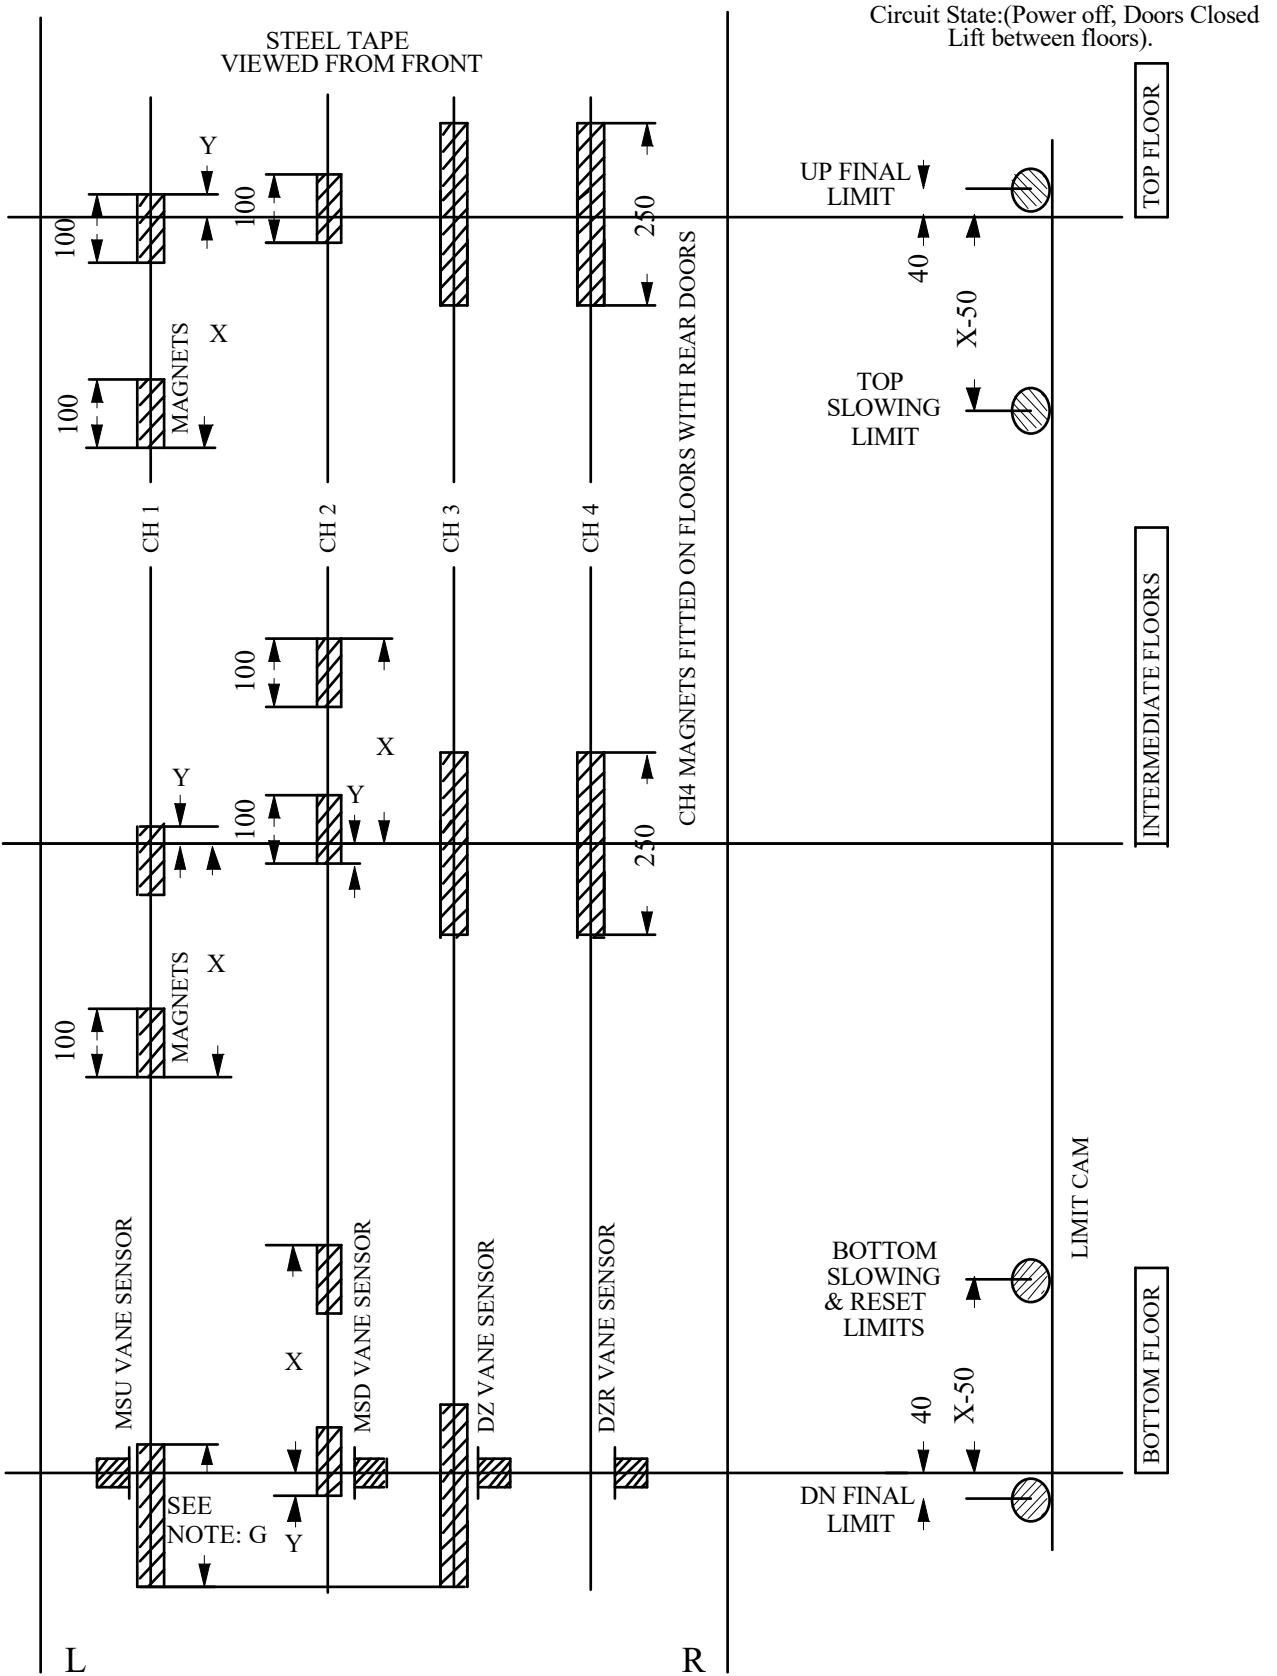 Circuit State:(Power off, Doors Closed
Lift between floors).
STEEL TAPE
VIEWED FROM FRONT
TOP FLOOR
Y
100
100
250
UP FINAL
LIMIT
40
X-50
X
MAGNETS
100
TOP
SLOWING
LIMIT
CH4 MAGNETS FITTED ON FLOORS WITH REAR DOORS
CH 1
CH 2
CH 3
CH 4
INTERMEDIATE FLOORS
100
X
Y
Y
100
250
X
MAGNETS
100
LIMIT CAM
MSU VANE SENSOR
MSD VANE SENSOR
DZ VANE SENSOR
DZR VANE SENSOR
BOTTOM
SLOWING
& RESET
LIMITS
X
40
X-50
BOTTOM FLOOR
SEE
NOTE: G
Y
DN FINAL
LIMIT
L
R